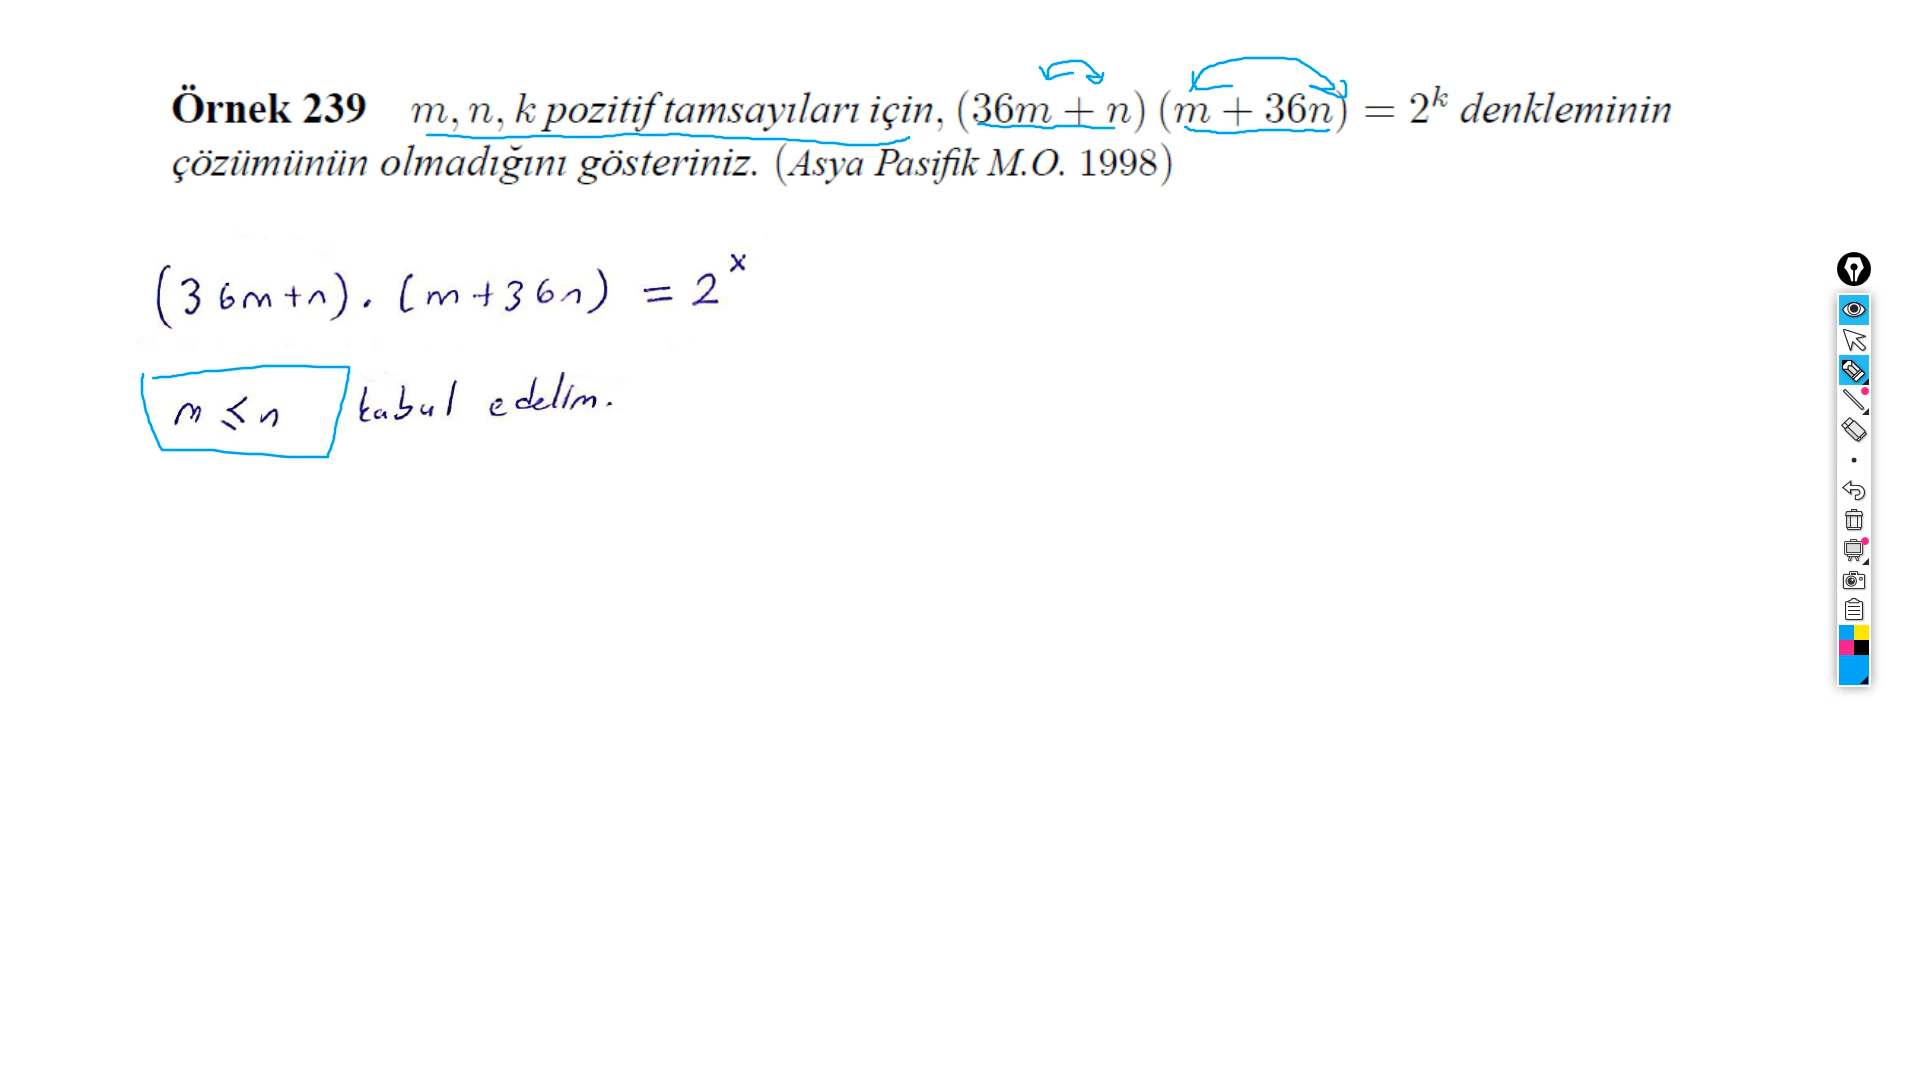 Örnek 239 m, n, k pozitif tamsayıları için, (36m + n) (m + 36n) = 2^k denkleminin
çözümünün olmadığını gösteriniz. (Asya Pasifik M.O. 1998)
(36m+n).(m+36n) = 2^x
m ≤ n kabul edelim.